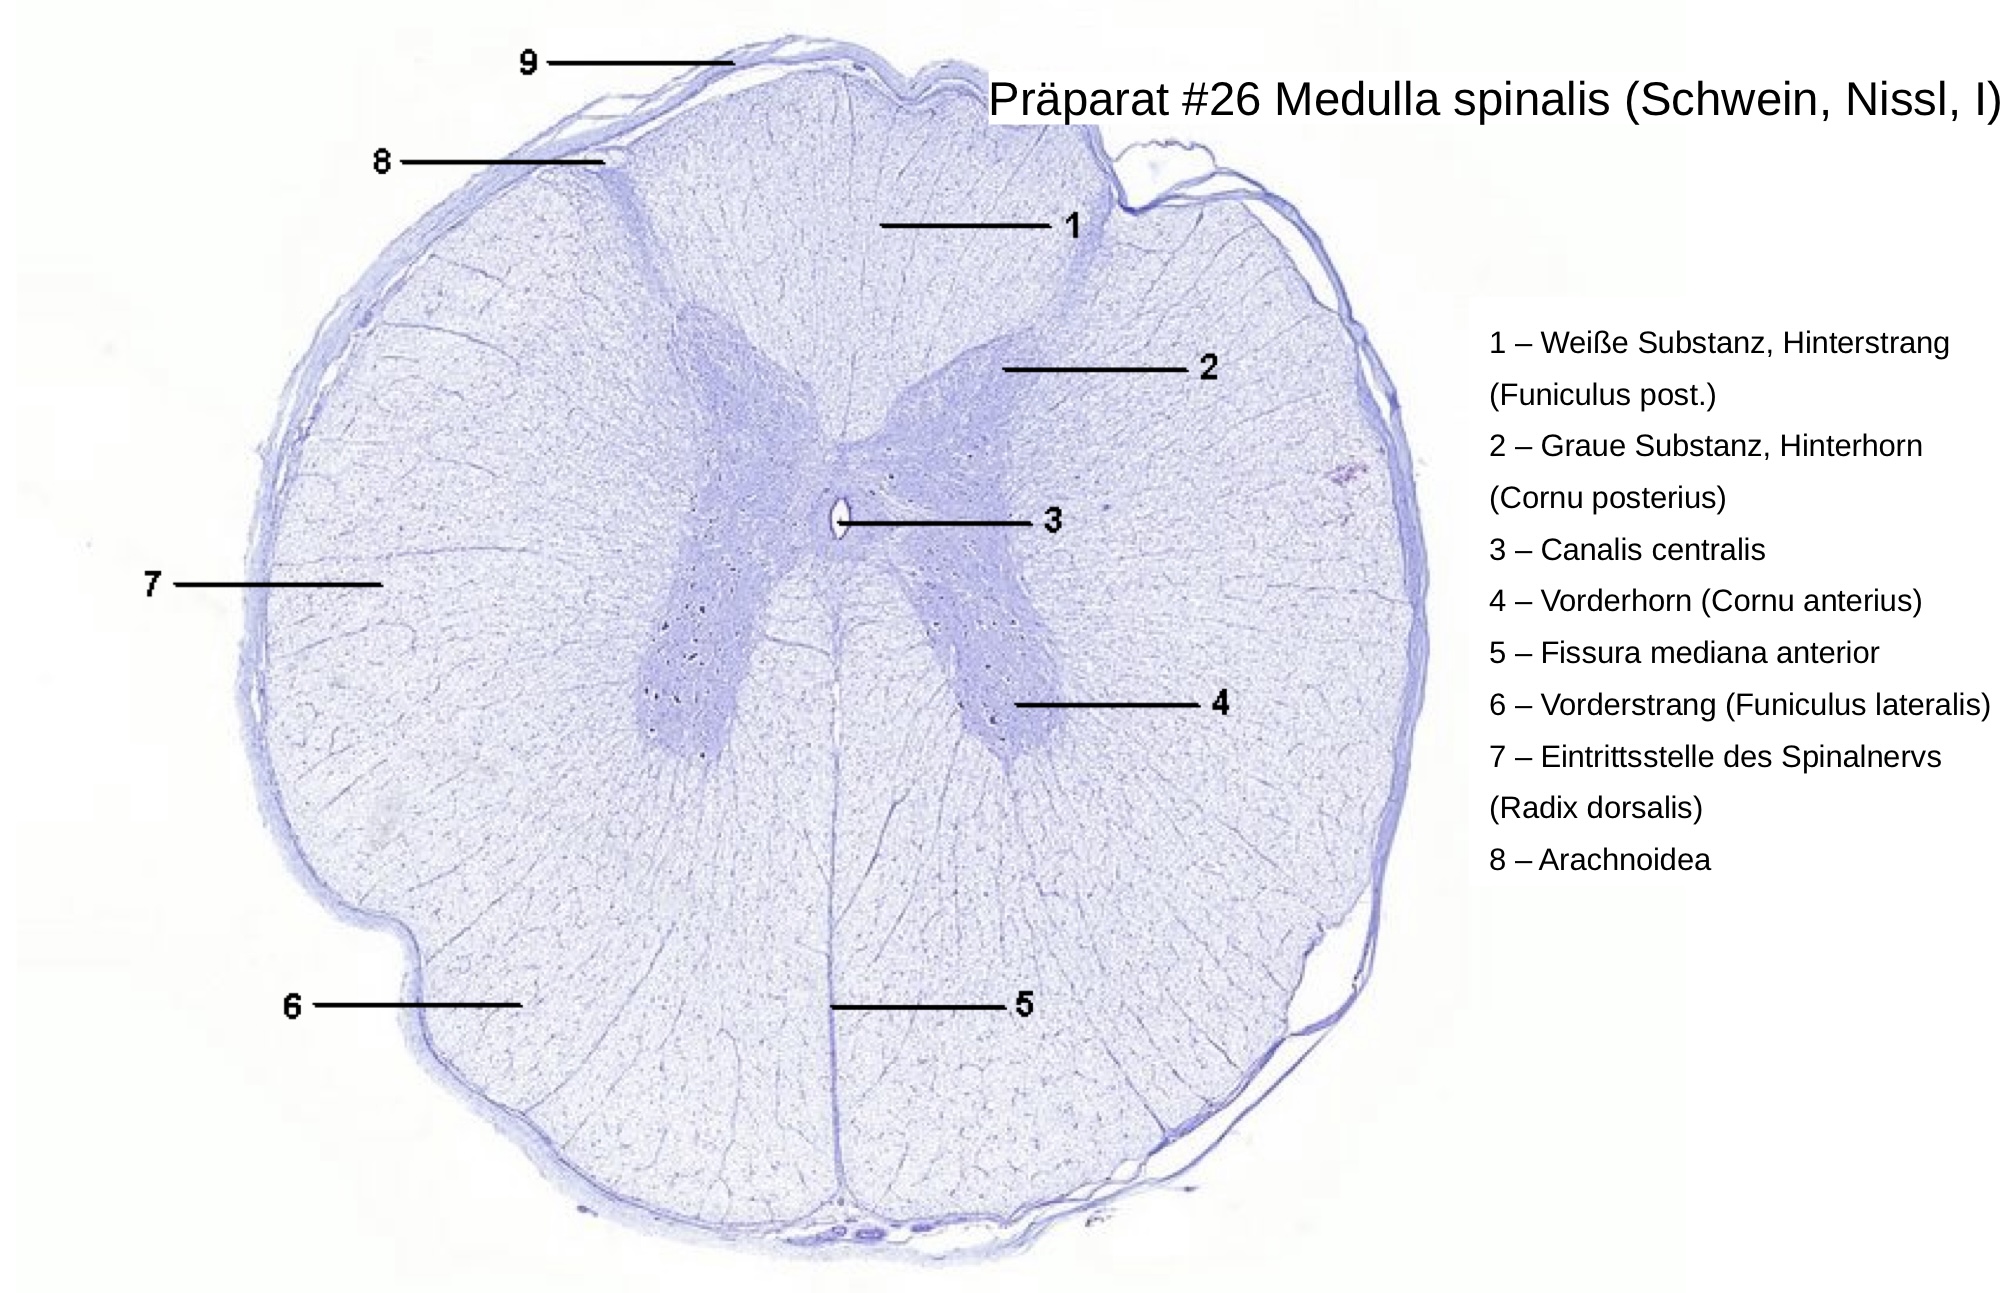 9
Präparat #26 Medulla spinalis (Schwein, Nissl, I)
8
1
1 – Weiße Substanz, Hinterstrang
(Funiculus post.)
2
2 – Graue Substanz, Hinterhorn
(Cornu posterius)
3
3 – Canalis centralis
7
4 – Vorderhorn (Cornu anterius)
5 – Fissura mediana anterior
4
6 – Vorderstrang (Funiculus lateralis)
7 – Eintrittsstelle des Spinalnervs
(Radix dorsalis)
8 – Arachnoidea
6
5